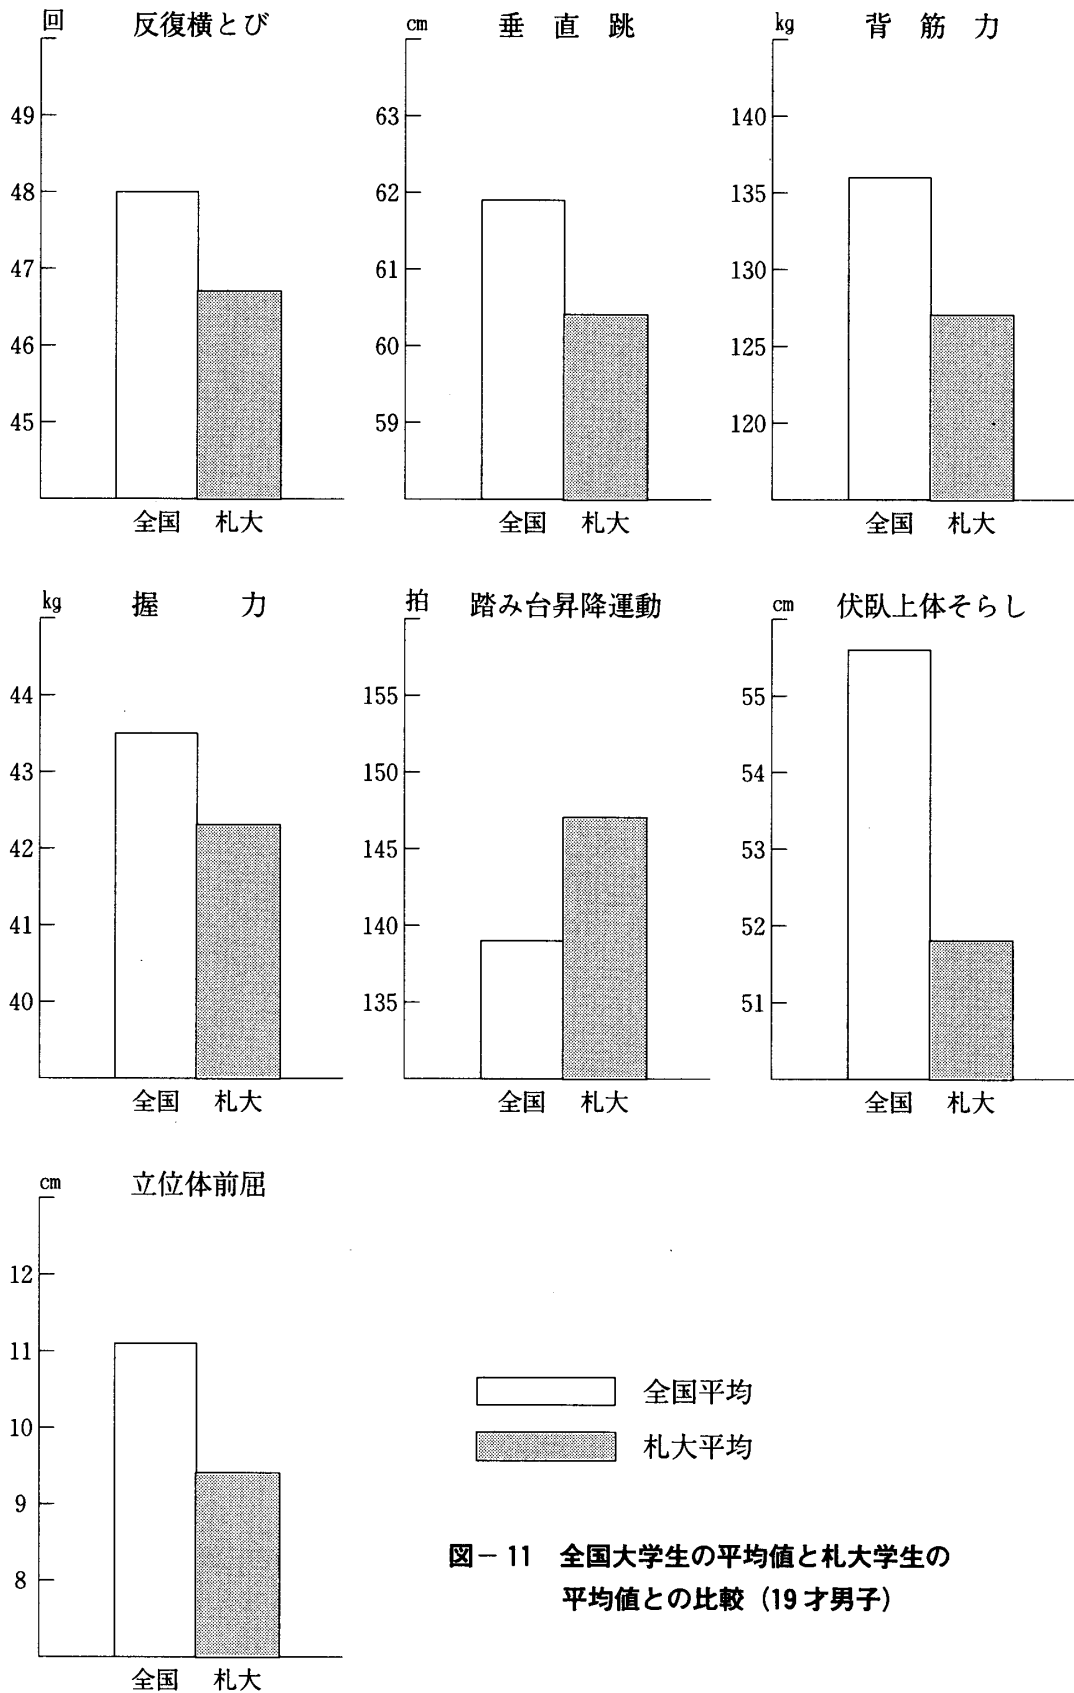 回 反復横とび
49
48
47
46
45
全国 札大
cm 垂直跳
63
62
61
60
59
全国 札大
kg 背筋力
140
135
130
125
120
全国 札大
kg 握力
44
43
42
41
40
全国 札大
拍 踏み台昇降運動
155
150
145
140
135
全国 札大
cm 伏臥上体そらし
55
54
53
52
51
全国 札大
cm 立位体前屈
12
11
10
9
8
全国 札大
全国平均
札大平均
図－11 全国大学生の平均値と札大学生の
平均値との比較（19才男子）